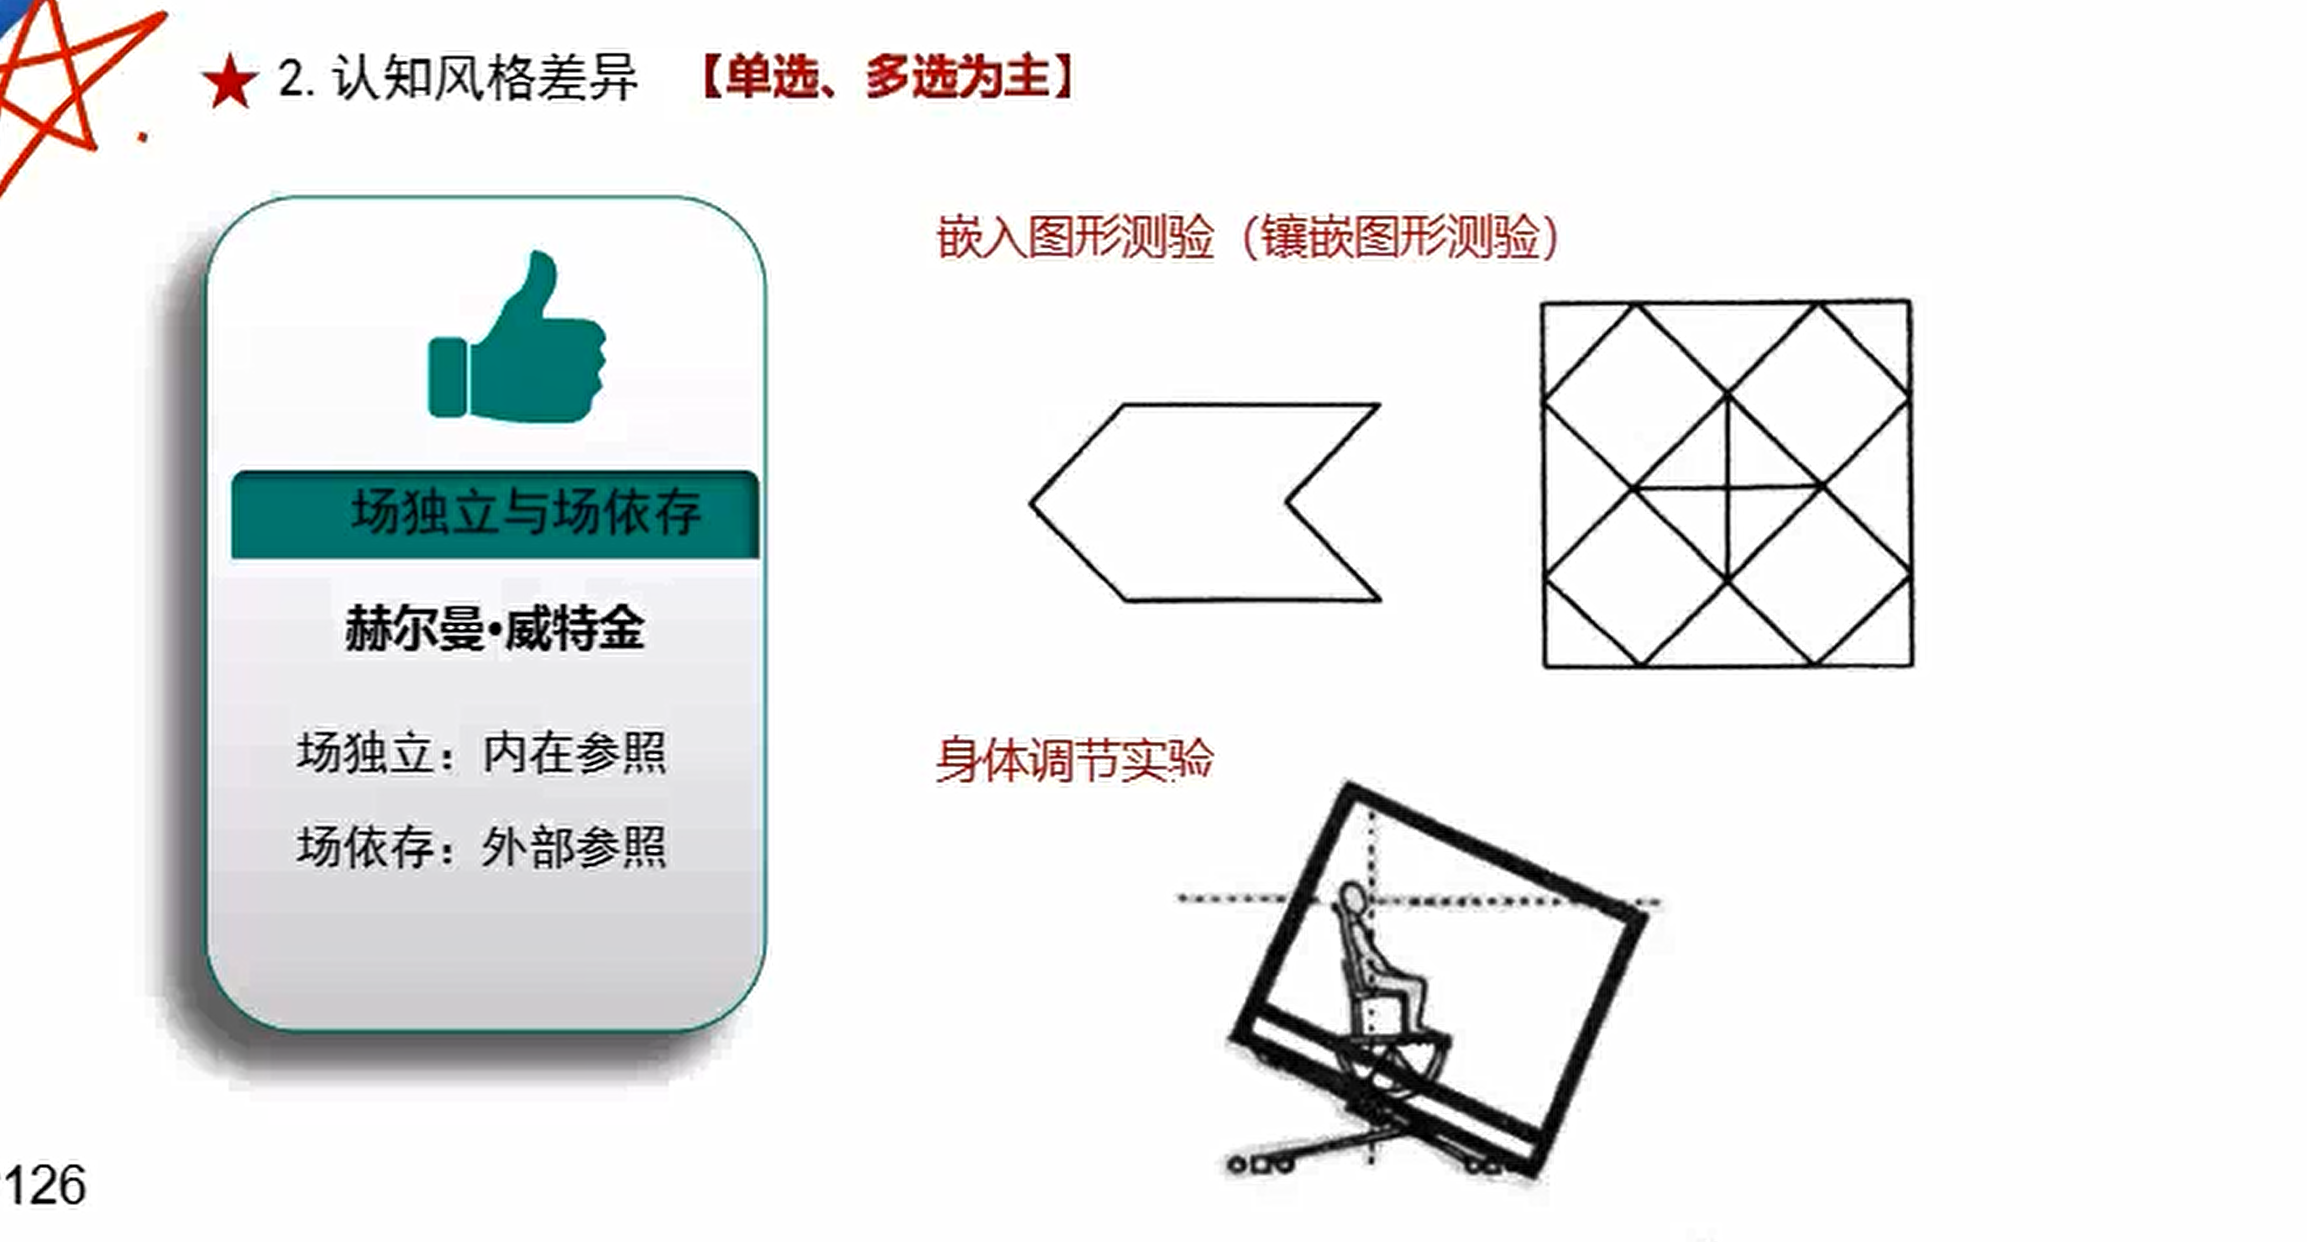 ★ 2. 认知风格差异 【单选、多选为主】
场独立与场依存
赫尔曼·威特金
场独立：内在参照
场依存：外部参照
嵌入图形测验（镶嵌图形测验）
身体调节实验
126